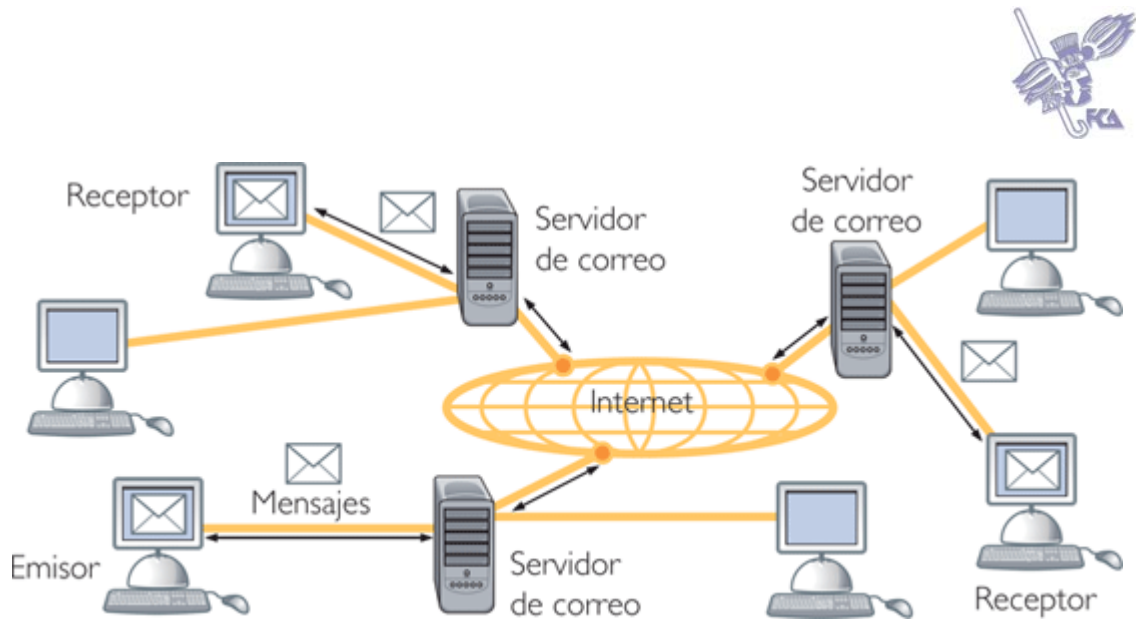 FCA
Receptor
Servidor
de correo
Servidor
de correo
Internet
Mensajes
Emisor
Servidor
de correo
Receptor